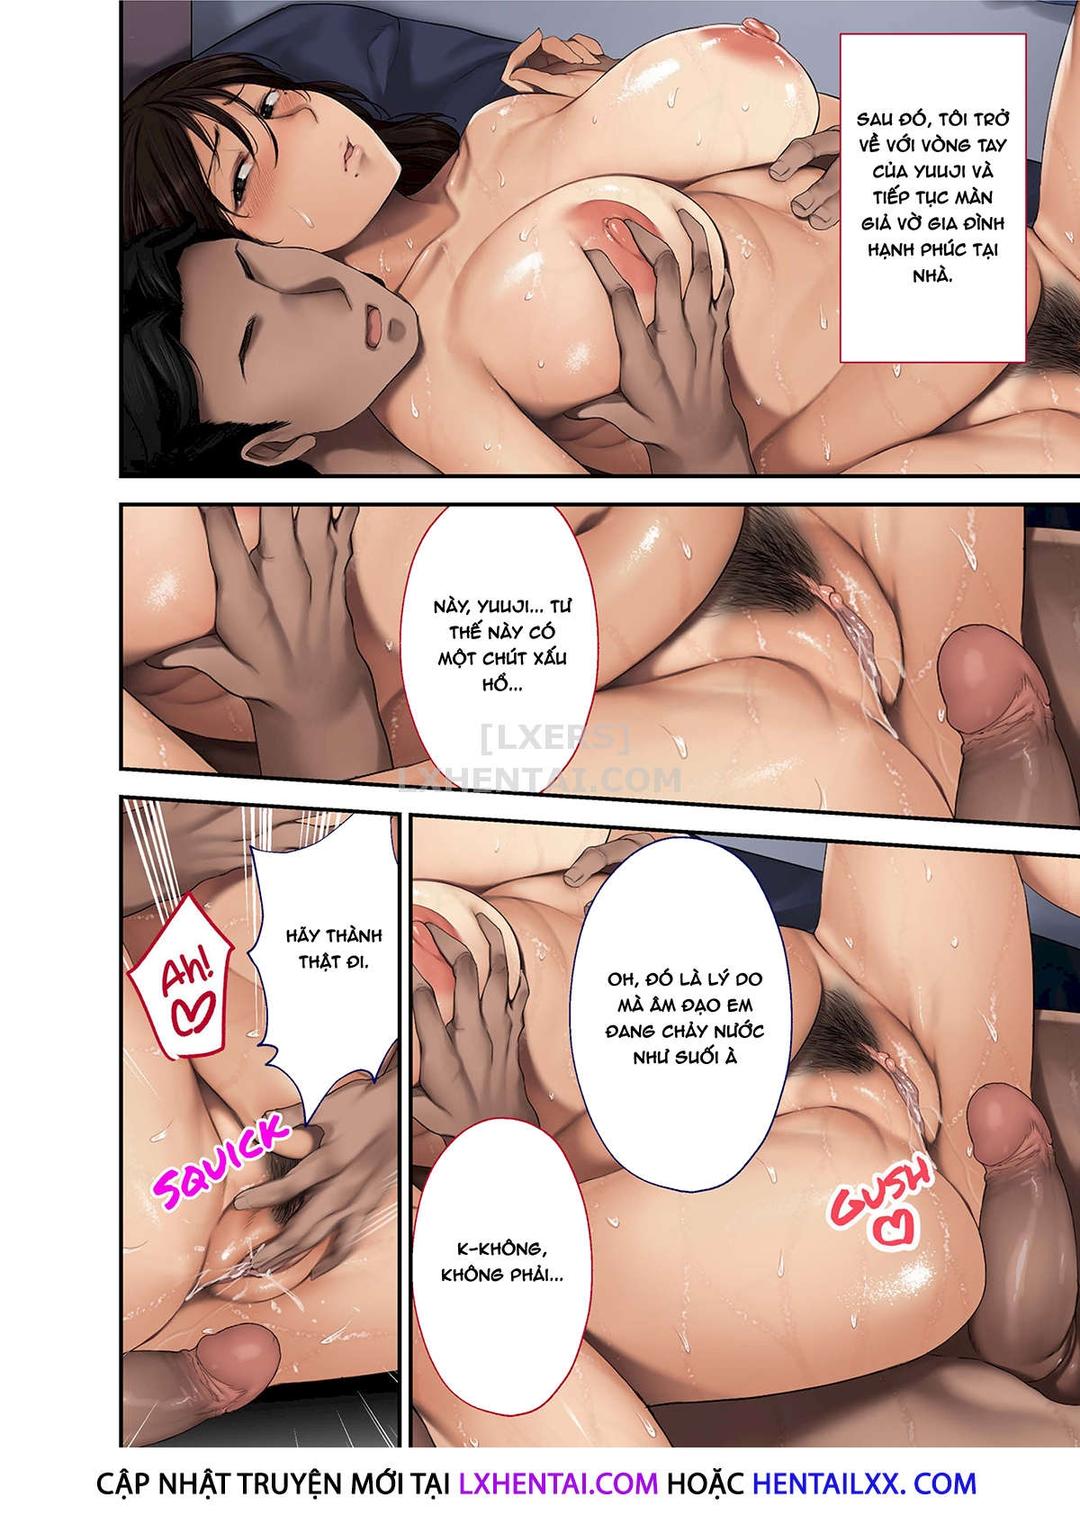 SAU ĐÓ, TÔI TRỞ
VỀ VỚI VÒNG TAY
CỦA YUUJI VÀ
TIẾP TỤC MÀN
GIẢ VỜ GIA ĐÌNH
HẠNH PHÚC TẠI
NHÀ.
NÀY, YUUJI... TƯ
THẾ NÀY CÓ
MỘT CHÚT XẤU
HỔ...
[LXERS]
LXHENTAI.COM
HÃY THÀNH
THẬT ĐI.
Ah!
SQUICK
OH, ĐÓ LÀ LÝ DO
MÀ ÂM ĐẠO EM
ĐANG CHẢY NƯỚC
NHƯ SUỐI À
GUSH
K-KHÔNG,
KHÔNG PHẢI...
CẬP NHẬT TRUYỆN MỚI TẠI LXHENTAI.COM HOẶC HENTAILXX. COM